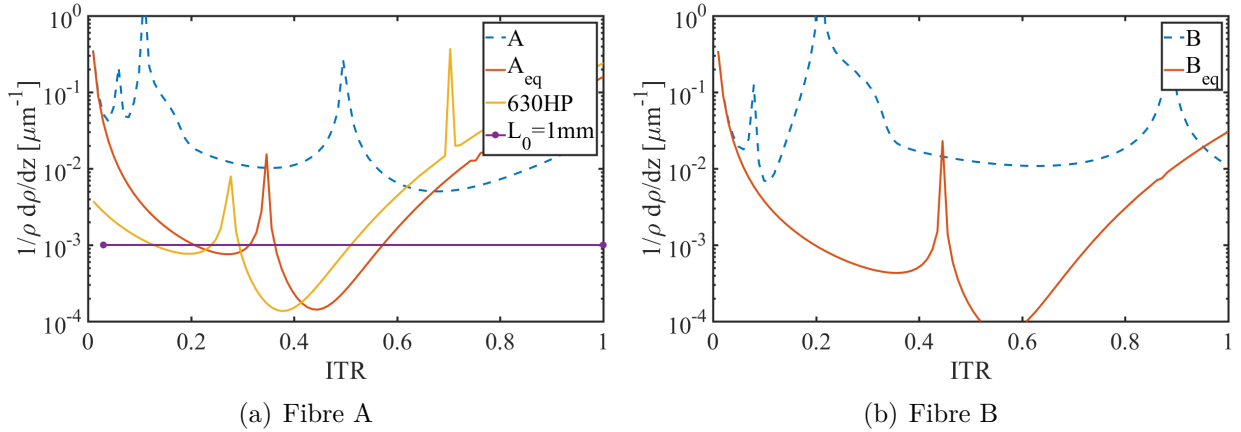 10^0
10^-1
10^-2
10^-3
10^-4
1/ρ dρ/dz [μm^-1]
0
0.2
0.4
0.6
0.8
1
ITR
A
A_eq
630HP
L_0=1mm
(a) Fibre A
10^0
10^-1
10^-2
10^-3
10^-4
1/ρ dρ/dz [μm^-1]
0
0.2
0.4
0.6
0.8
1
ITR
B
B_eq
(b) Fibre B